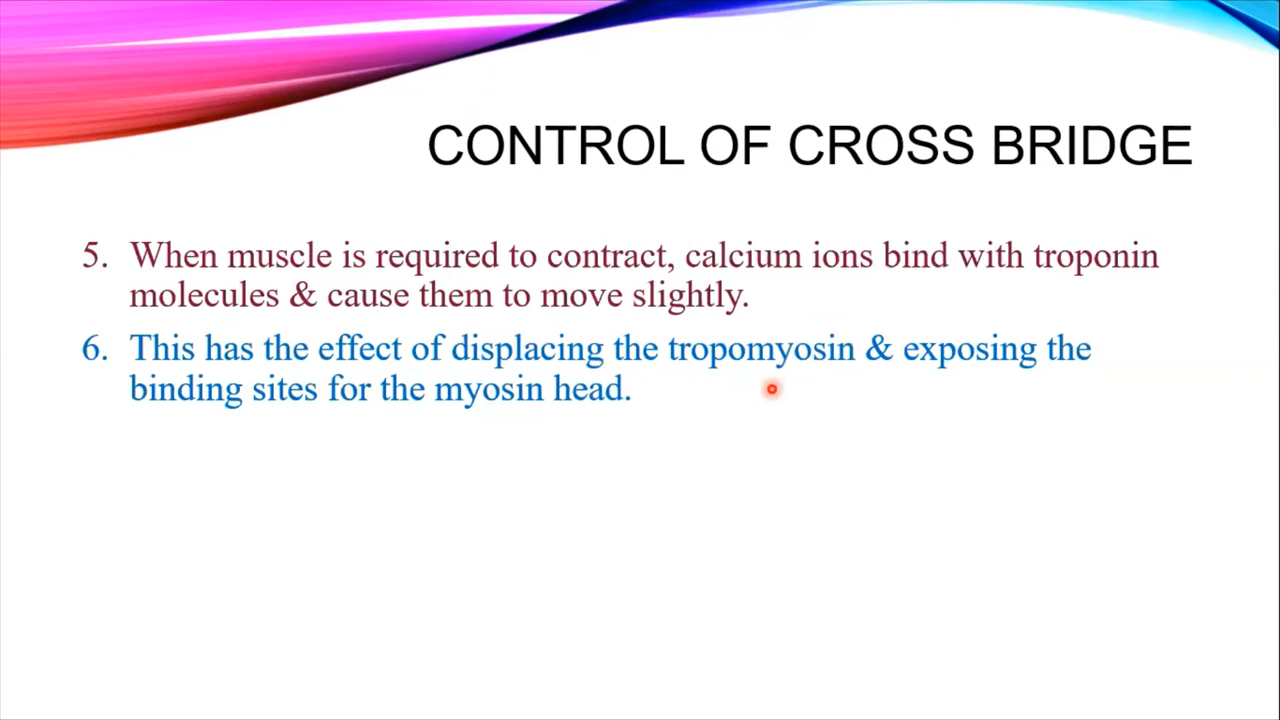 CONTROL OF CROSS BRIDGE
5. When muscle is required to contract, calcium ions bind with troponin
molecules & cause them to move slightly.
6. This has the effect of displacing the tropomyosin & exposing the
binding sites for the myosin head.